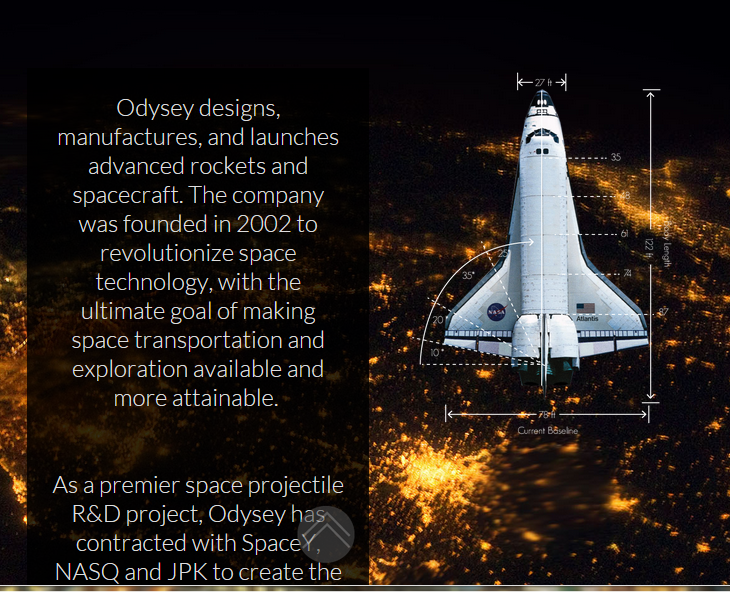 Odysey designs,
manufactures, and launches
advanced rockets and
spacecraft. The company
was founded in 2002 to
revolutionize space
technology, with the
ultimate goal of making
space transportation and
exploration available and
more attainable.
As a premier space projectile
R&D project, Odysey has
contracted with SpaceY,
NASQ and JPK to create the
27 ft
35
61
74
122 ft
Length
25°
35°
20
10
NASA
Atlantis
78 ft
Current Baseline